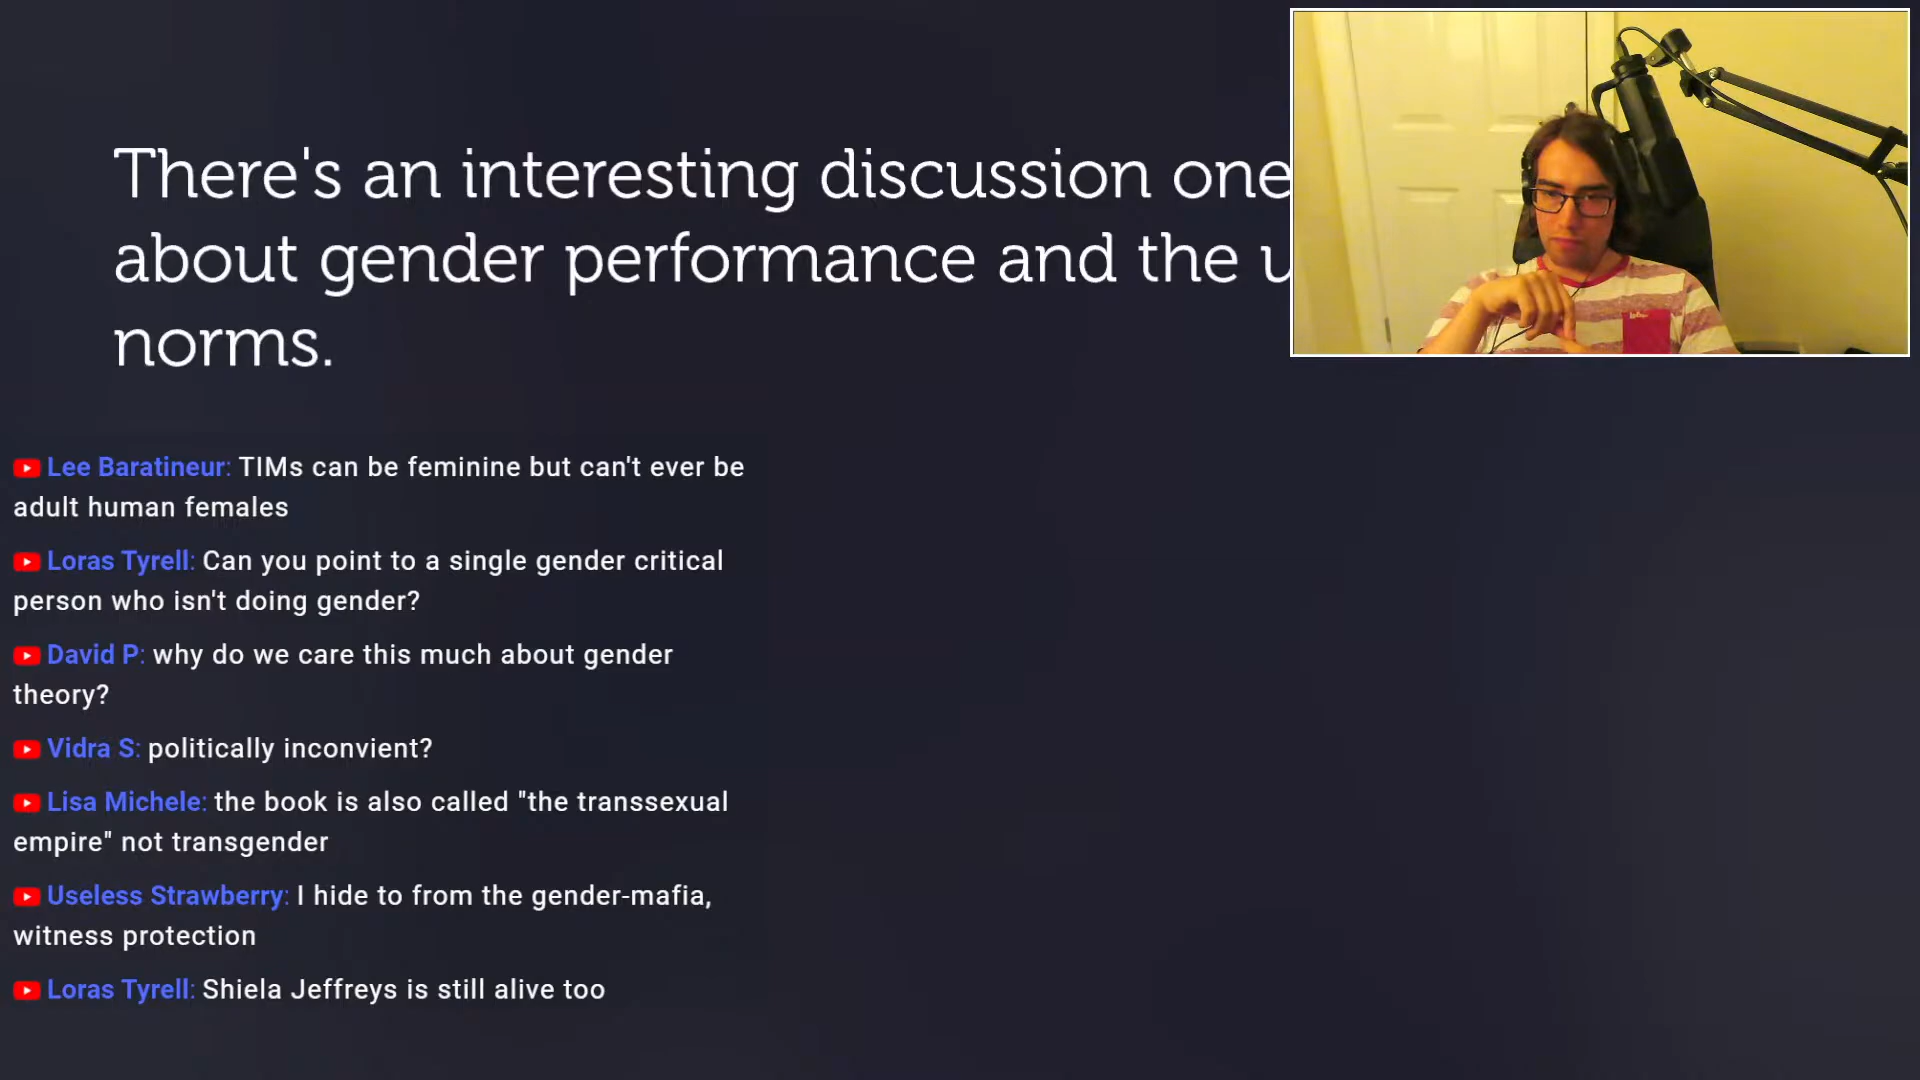 There's an interesting discussion one
about gender performance and the
norms.
Lee Baratineur: TIMs can be feminine but can't ever be
adult human females
Loras Tyrell: Can you point to a single gender critical
person who isn't doing gender?
David P: why do we care this much about gender
theory?
Vidra S: politically inconvient?
Lisa Michele: the book is also called "the transsexual
empire" not transgender
Useless Strawberry: I hide to from the gender-mafia,
witness protection
Loras Tyrell: Shiela Jeffreys is still alive too